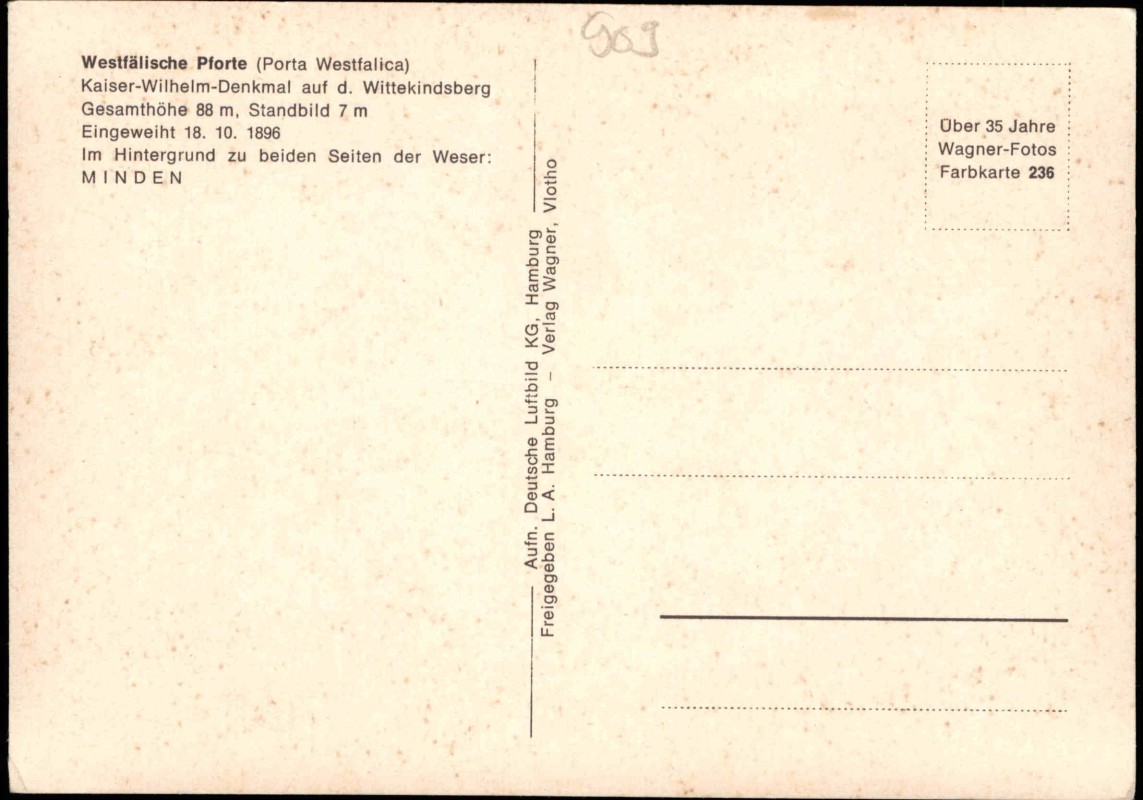 Westfälische Pforte (Porta Westfalica)
Kaiser-Wilhelm-Denkmal auf d. Wittekindsberg
Gesamthöhe 88 m, Standbild 7 m
Eingeweiht 18. 10. 1896
Im Hintergrund zu beiden Seiten der Weser:
MINDEN
Aufn. Deutsche Luftbild KG, Hamburg
Freigegeben L. A. Hamburg – Verlag Wagner, Vlotho
Über 35 Jahre
Wagner-Fotos
Farbkarte 236